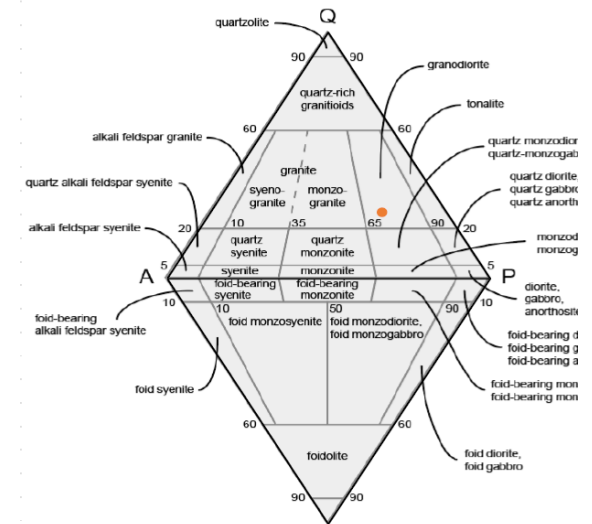 Q
quartzolite
90 90
granodiorite
quartz-rich
granitioids
tonalite
60 60
alkali feldspar granite
quartz monzodior
quartz-monzogab
granite
quartz alkali feldspar syenite
syeno-
granite
monzo-
granite
quartz diorite,
quartz gabbro
quartz anorth
20 10 35 65 90 20
alkali feldspar syenite
quartz
syenite
quartz
monzonite
monzod
monzog
5 5
syenite monzonite
A P
foid-bearing
syenite
foid-bearing
monzonite
diorite,
gabbro,
anorthosite
10 10 50 90 10
foid-bearing
alkali feldspar syenite
foid monzosyenite
foid monzodiorite,
foid monzogabbro
foid-bearing d
foid-bearing g
foid-bearing a
foid syenite
foid-bearing mon
foid-bearing mon
60 60
foidolite
foid diorite,
foid gabbro
90 90